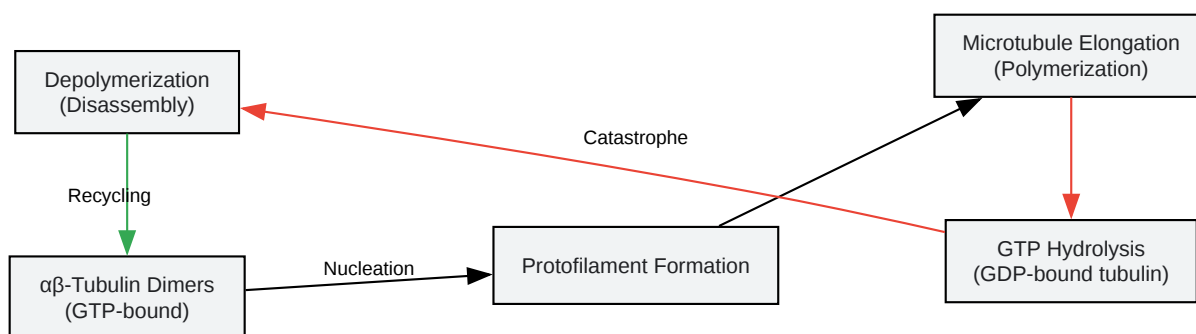 Microtubule Elongation
(Polymerization)
Depolymerization
(Disassembly)
Catastrophe
Recycling
GTP Hydrolysis
(GDP-bound tubulin)
Protofilament Formation
Nucleation
αβ-Tubulin Dimers
(GTP-bound)